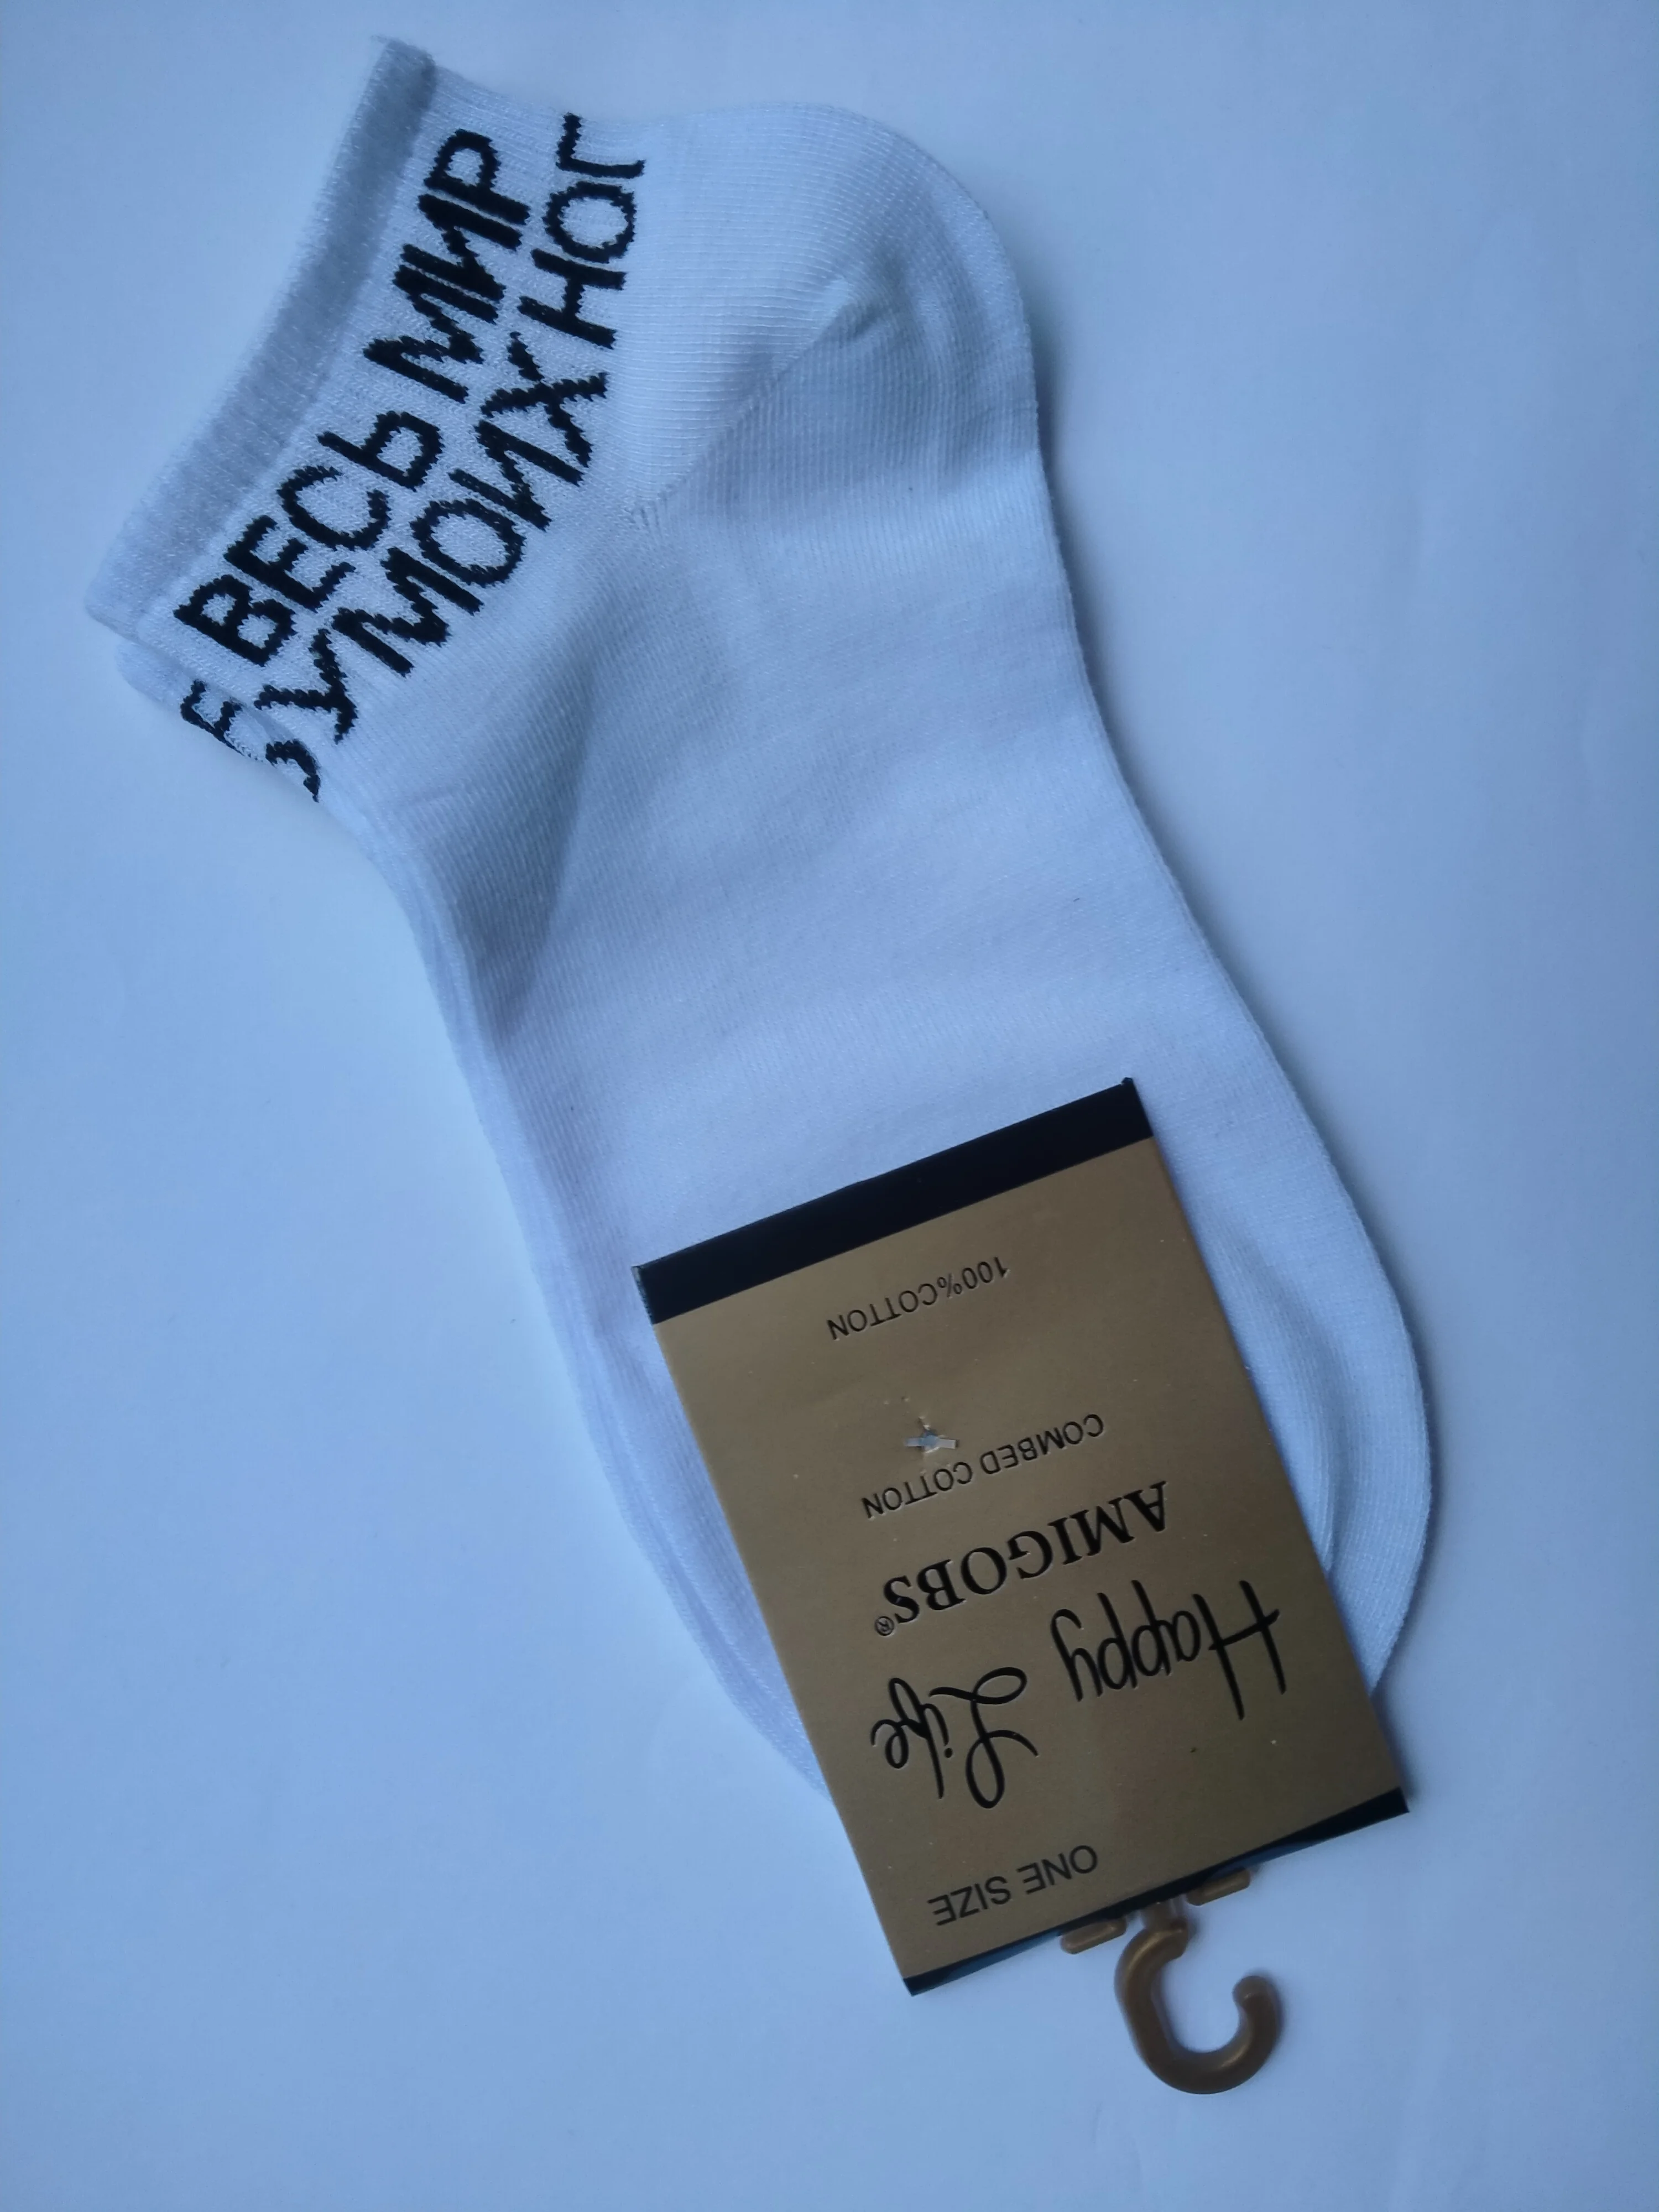 ВЕСЬ МИР
У МОИХ НОГ
ONE SIZE
Happy Life
AMIGOBS®
COMBED COTTON
100%COTTON